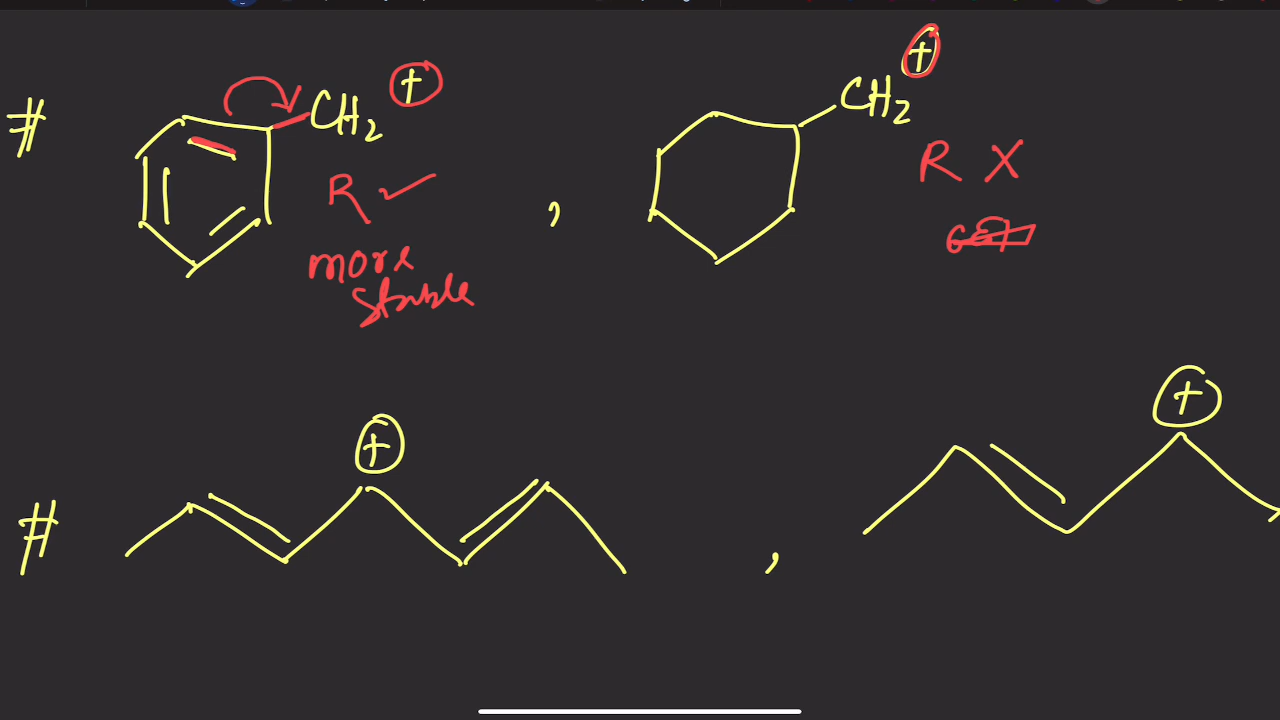 # CH2 + , CH2 +
R ✓ R X
more
stable
# + , +